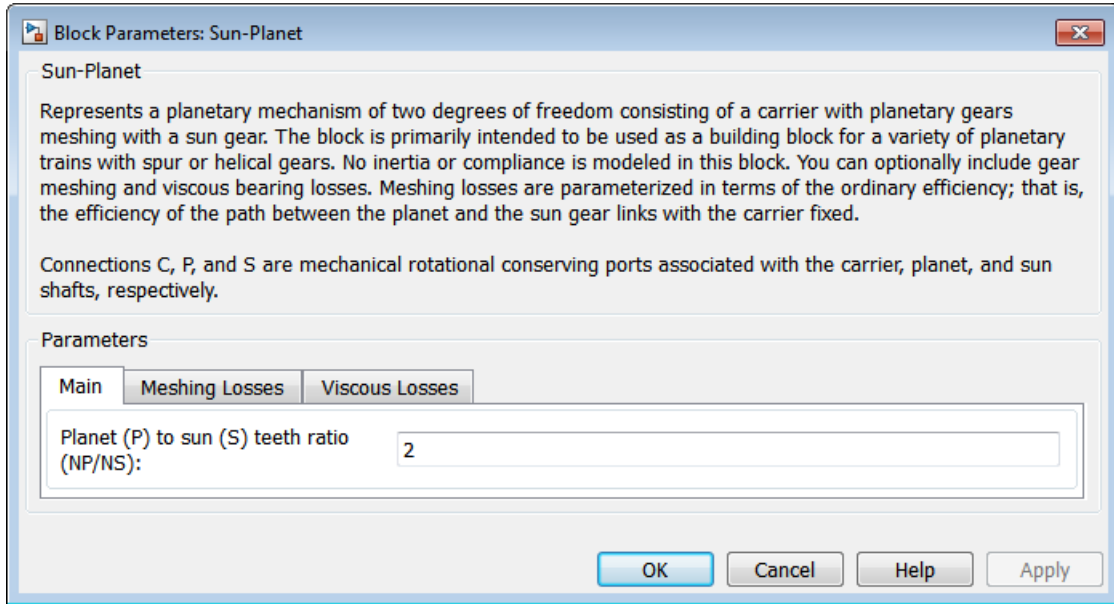 Block Parameters: Sun-Planet
Sun-Planet
Represents a planetary mechanism of two degrees of freedom consisting of a carrier with planetary gears
meshing with a sun gear. The block is primarily intended to be used as a building block for a variety of planetary
trains with spur or helical gears. No inertia or compliance is modeled in this block. You can optionally include gear
meshing and viscous bearing losses. Meshing losses are parameterized in terms of the ordinary efficiency; that is,
the efficiency of the path between the planet and the sun gear links with the carrier fixed.
Connections C, P, and S are mechanical rotational conserving ports associated with the carrier, planet, and sun
shafts, respectively.
Parameters
Main Meshing Losses Viscous Losses
Planet (P) to sun (S) teeth ratio
(NP/NS):
2
OK Cancel Help Apply